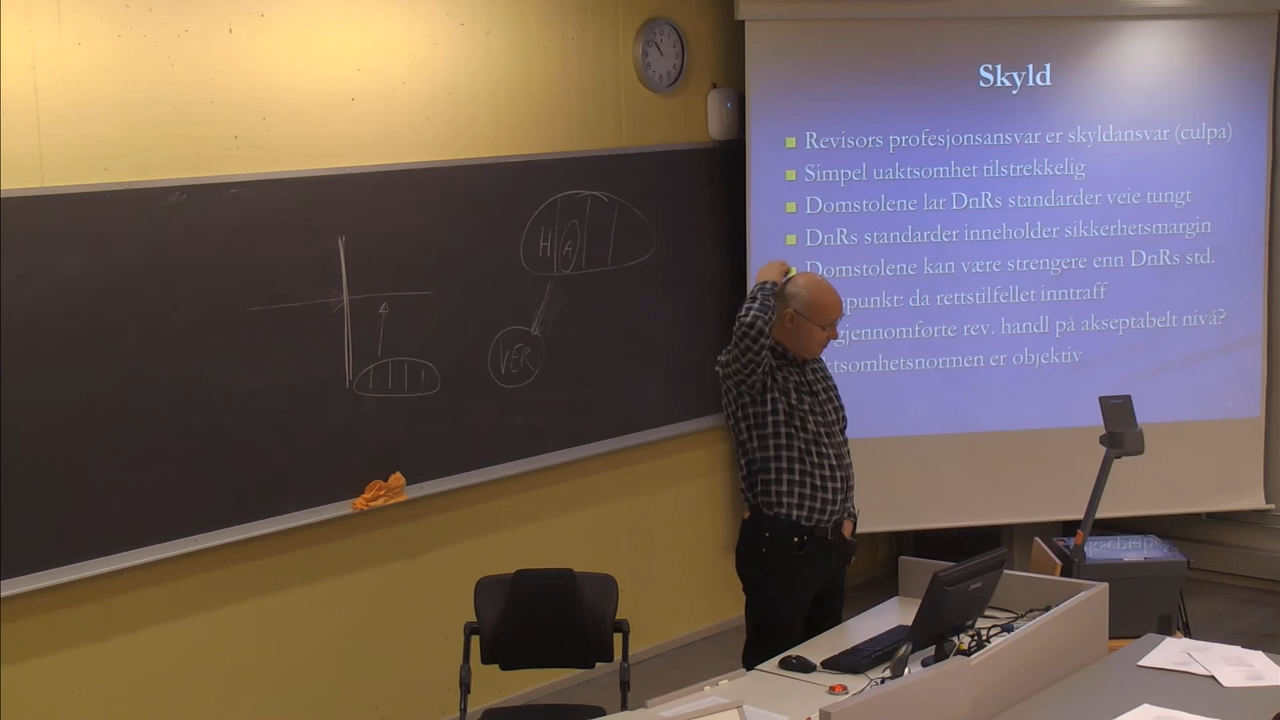 H A
VER
Skyld
Revisors profesjonsansvar er skyldansvar (culpa)
Simpel uaktsomhet tilstrekkelig
Domstolene lar DnRs standarder veie tungt
DnRs standarder inneholder sikkerhetsmargin
Domstolene kan være strengere enn DnRs std.
punkt: da rettstilfellet inntraff
gjennomførte rev. handl på akseptabelt nivå?
ktsomhetsnormen er objektiv